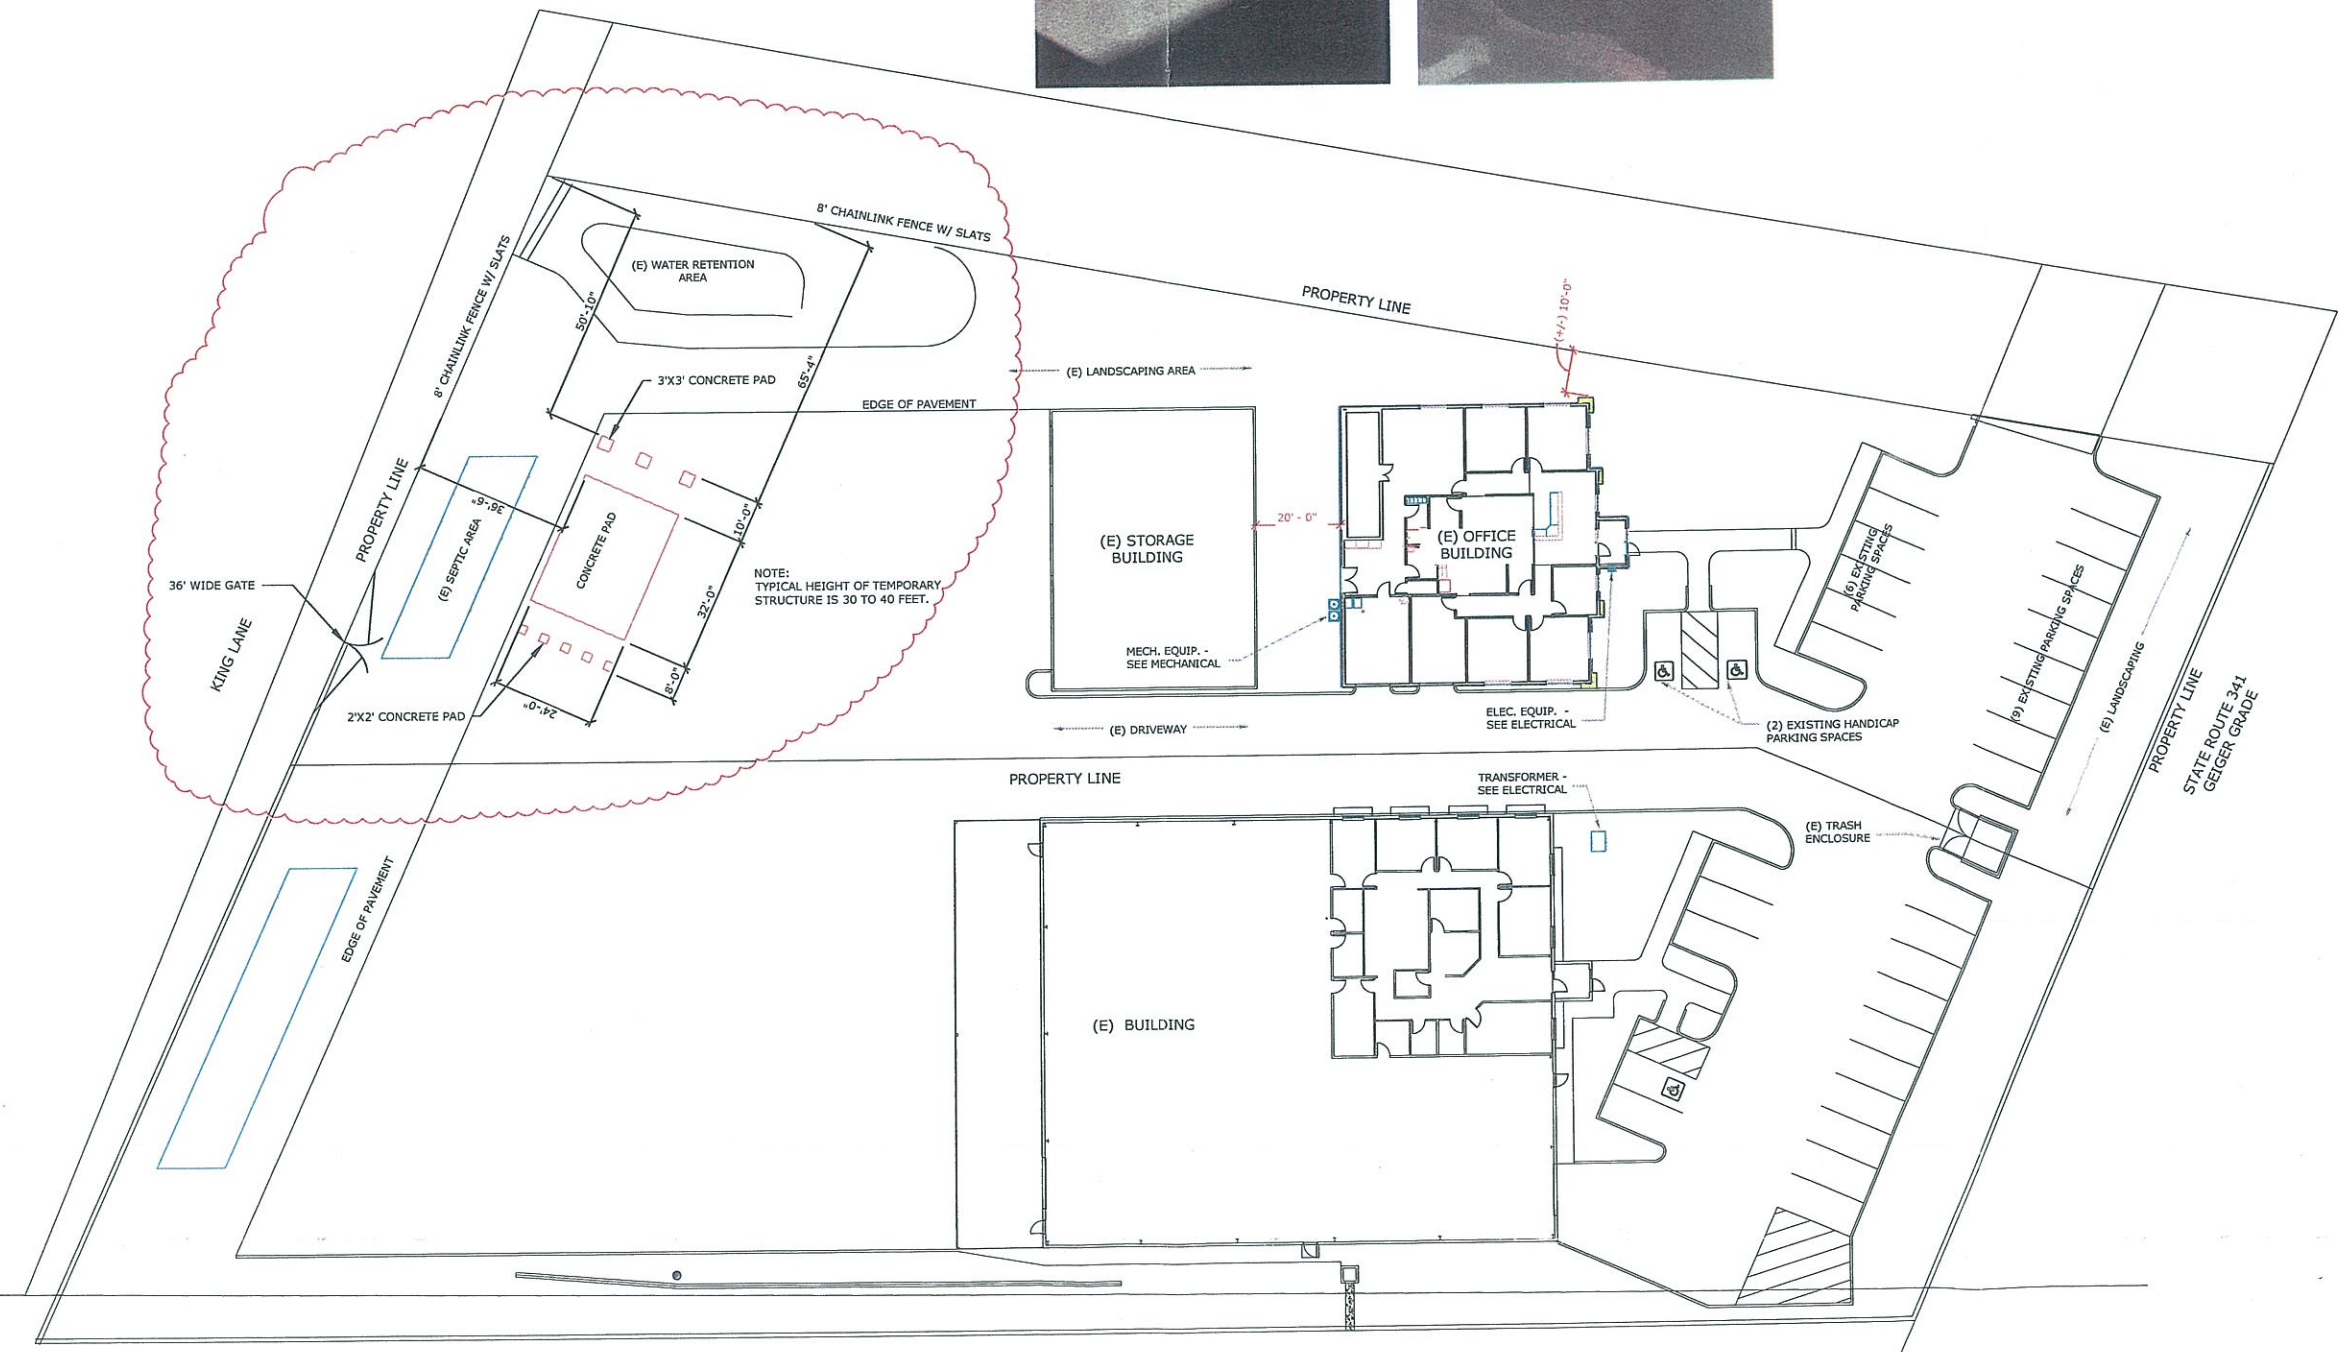 8' CHAINLINK FENCE W/ SLATS
8' CHAINLINK FENCE W/ SLATS
(E) WATER RETENTION
AREA
50'-10"
65'-4"
3'X3' CONCRETE PAD
EDGE OF PAVEMENT
(E) LANDSCAPING AREA
PROPERTY LINE
(+/-) 10'-0"
PROPERTY LINE
36'-6"
(E) SEPTIC AREA
CONCRETE PAD
10'-0"
32'-0"
8'-0"
24'-0"
NOTE:
TYPICAL HEIGHT OF TEMPORARY
STRUCTURE IS 30 TO 40 FEET.
36' WIDE GATE
KING LANE
2'X2' CONCRETE PAD
(E) STORAGE
BUILDING
20' - 0"
(E) OFFICE
BUILDING
MECH. EQUIP. -
SEE MECHANICAL
ELEC. EQUIP. -
SEE ELECTRICAL
(E) DRIVEWAY
(6) EXISTING
PARKING SPACES
(9) EXISTING PARKING SPACES
(E) LANDSCAPING
PROPERTY LINE
STATE ROUTE 341
GEIGER GRADE
(2) EXISTING HANDICAP
PARKING SPACES
PROPERTY LINE
TRANSFORMER -
SEE ELECTRICAL
(E) TRASH
ENCLOSURE
EDGE OF PAVEMENT
(E) BUILDING